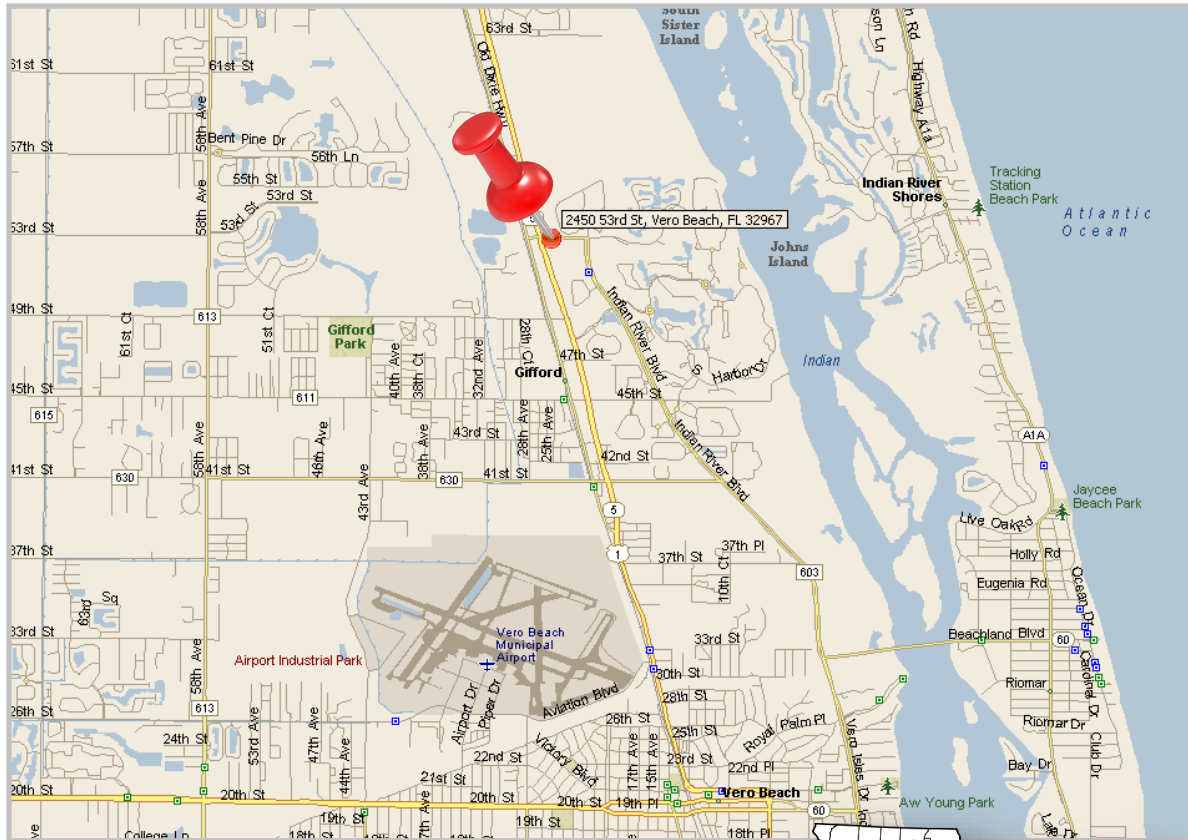 South
Sister
Island
63rd St
Old Dixie Hwy
son Ln
Rd
Highway A1a
61st St
61st St
58th Ave
57th St
Bent Pine Dr
56th Ln
55th St
53rd St
53rd St
58th Ave
53rd St
Indian River
Shores
Tracking
Station
Beach Park
Atlantic
Ocean
2450 53rd St, Vero Beach, FL 32967
Johns
Island
49th St
613
61st Ct
51st Ct
Gifford
Park
40th Ave
38th Ct
32nd Ave
28th Ct
Gifford
47th St
Indian River Blvd
S Harbor Dr
Indian
45th St
611
45th St
615
43rd St
28th Ave
25th Ave
42nd St
Indian River Blvd
A1A
41st St
630
58th Ave
41st St
46th Ave
43rd Ave
38th Ave
630
41st St
Jaycee
Beach Park
Live Oak Rd
5
1
37th St
37th St
37th Pl
10th Ct
603
Holly Rd
Eugenia Rd
Ocean Dr
63rd
Sq
33rd St
58th Ave
Vero Beach
Municipal
Airport
Airport Industrial Park
33rd St
Beachland Blvd
60
Cardinal Dr
30th St
Riomar
28th St
Aviation Blvd
Airport Dr
Piper Dr
26th St
613
24th St
53rd Ave
47th Ave
44th Ave
26th St
25th St
Royal Palm Pl
Vero Isles Dr
Riomar Dr
Club Dr
Victory Blvd
17th Ave
15th Ave
23rd St
22nd St
22nd Pl
Bay Dr
21st St
20th St
20th St
20th St
20th St
19th Pl
Vero Beach
60
Aw Young Park
19th St
19th St
18th Pl
College Ln